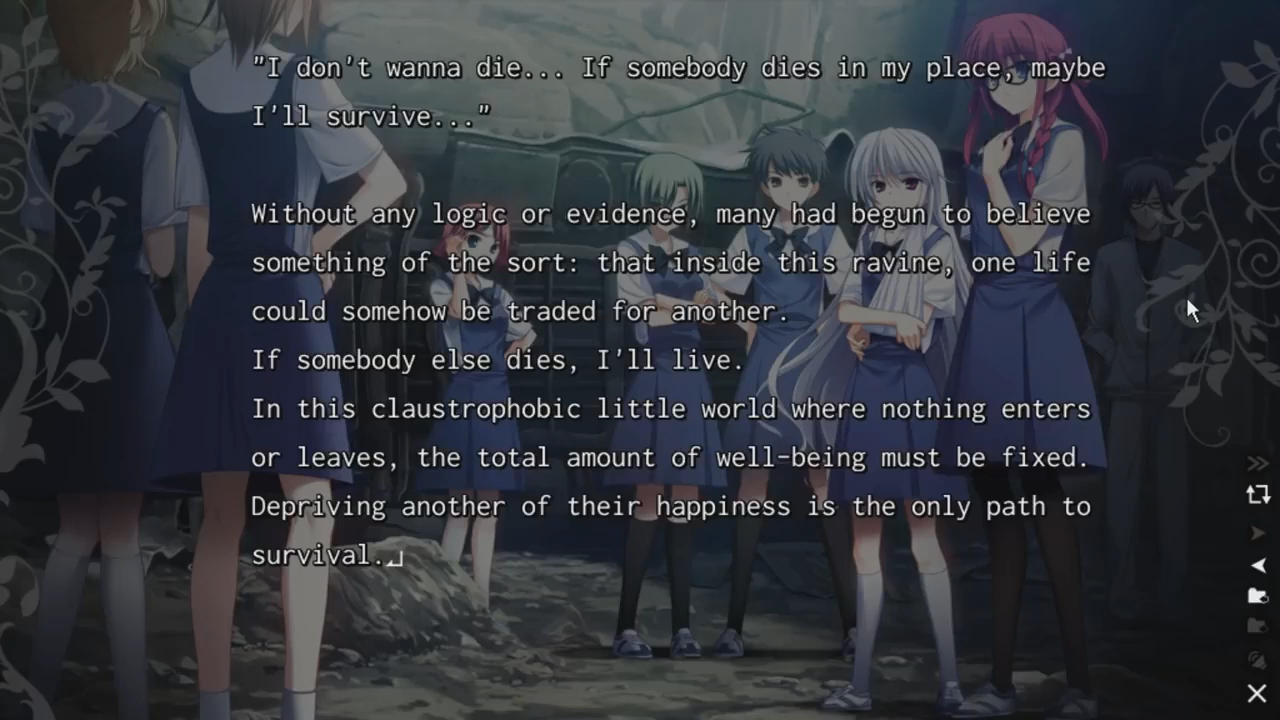 "I don't wanna die... If somebody dies in my place, maybe
I'll survive..."
Without any logic or evidence, many had begun to believe
something of the sort: that inside this ravine, one life
could somehow be traded for another.
If somebody else dies, I'll live.
In this claustrophobic little world where nothing enters
or leaves, the total amount of well-being must be fixed.
Depriving another of their happiness is the only path to
survival.